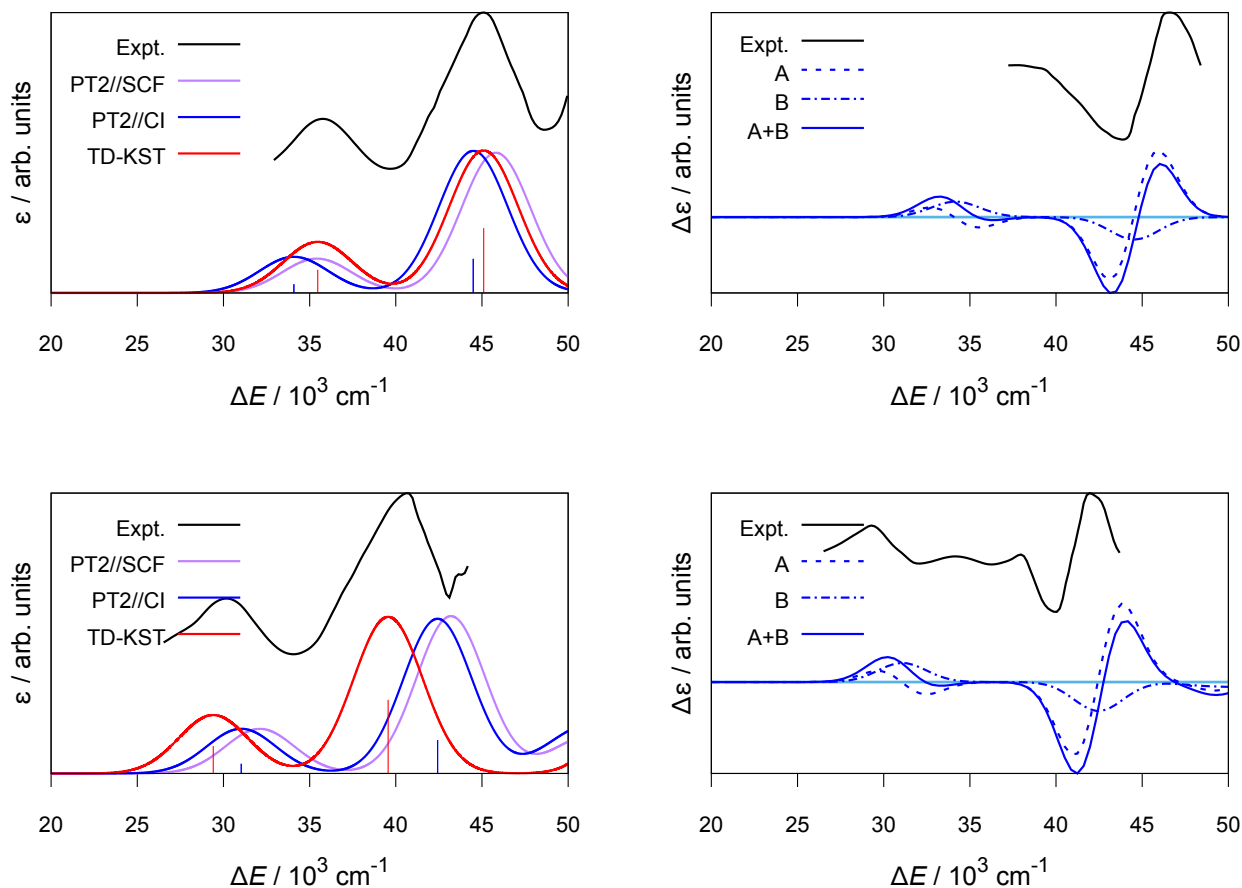 Expt.
PT2//SCF
PT2//CI
TD-KST
ε / arb. units
20 25 30 35 40 45 50
ΔE / 10³ cm⁻¹
Expt.
A
B
A+B
Δε / arb. units
20 25 30 35 40 45 50
ΔE / 10³ cm⁻¹
Expt.
PT2//SCF
PT2//CI
TD-KST
ε / arb. units
20 25 30 35 40 45 50
ΔE / 10³ cm⁻¹
Expt.
A
B
A+B
Δε / arb. units
20 25 30 35 40 45 50
ΔE / 10³ cm⁻¹